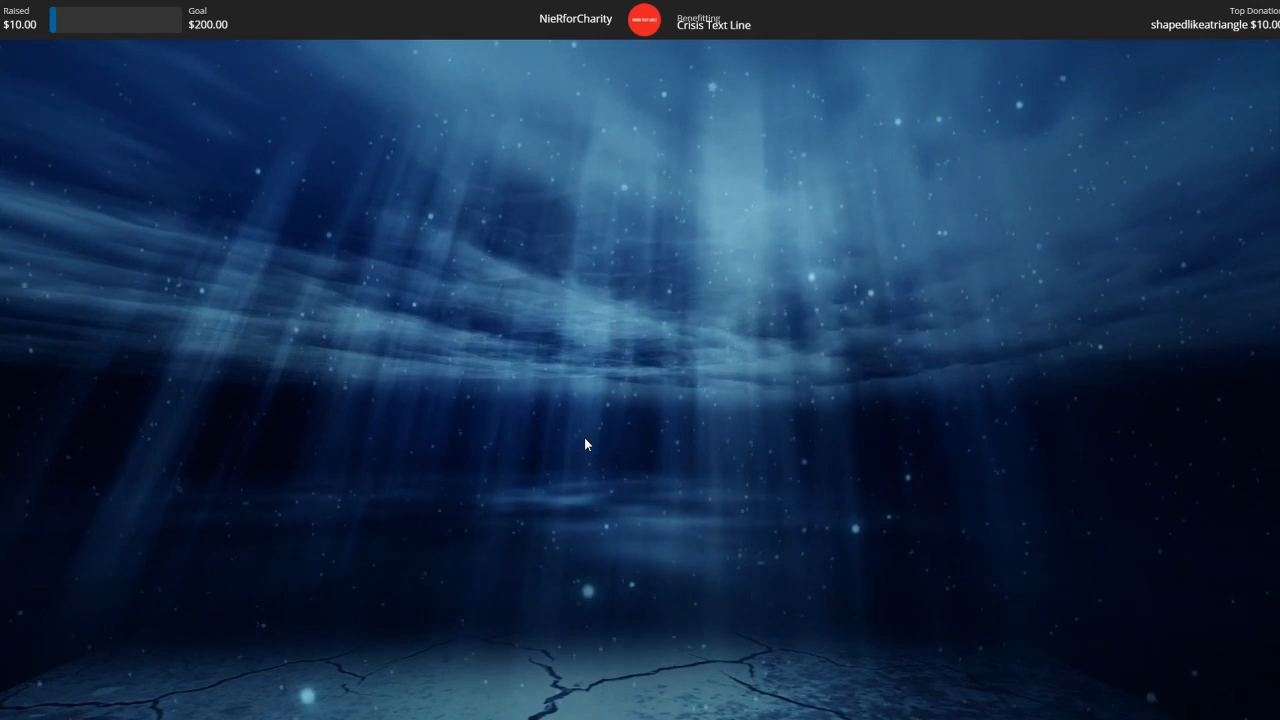 Raised
$10.00
Goal
$200.00
NieRforCharity
Benefitting
Crisis Text Line
Top Donation
shapedlikeatriangle $10.00